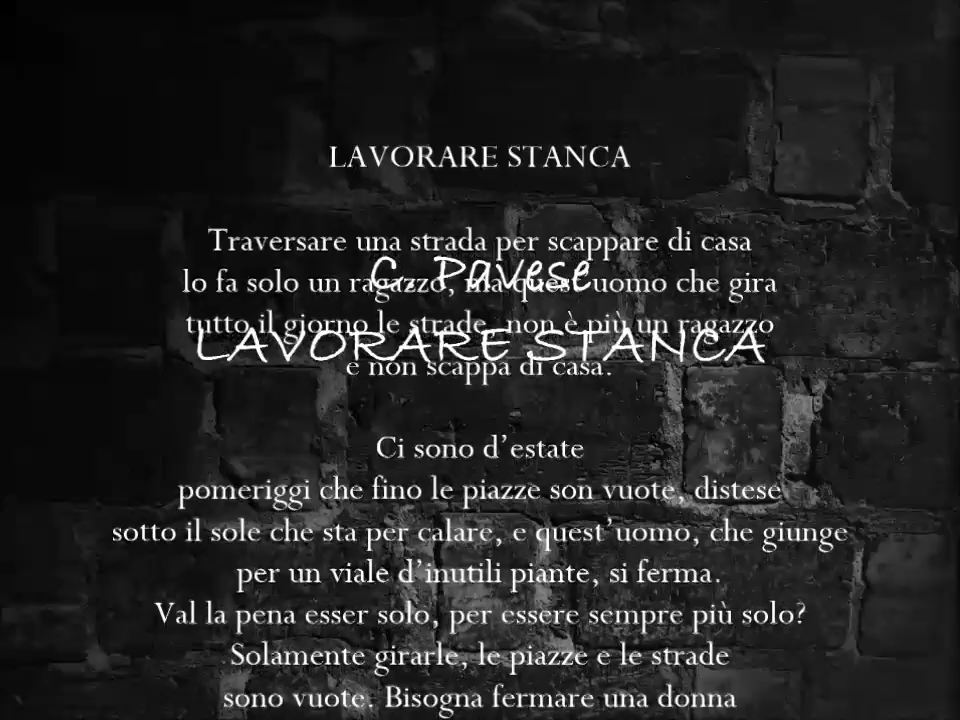 LAVORARE STANCA
Traversare una strada per scappare di casa
C. Pavese
lo fa solo un ragazzo, ma quest'uomo che gira
tutto il giorno le strade, non è più un ragazzo
LAVORARE STANCA
e non scappa di casa.
Ci sono d'estate
pomeriggi che fino le piazze son vuote, distese
sotto il sole che sta per calare, e quest'uomo, che giunge
per un viale d'inutili piante, si ferma.
Val la pena esser solo, per essere sempre più solo?
Solamente girarle, le piazze e le strade
sono vuote. Bisogna fermare una donna